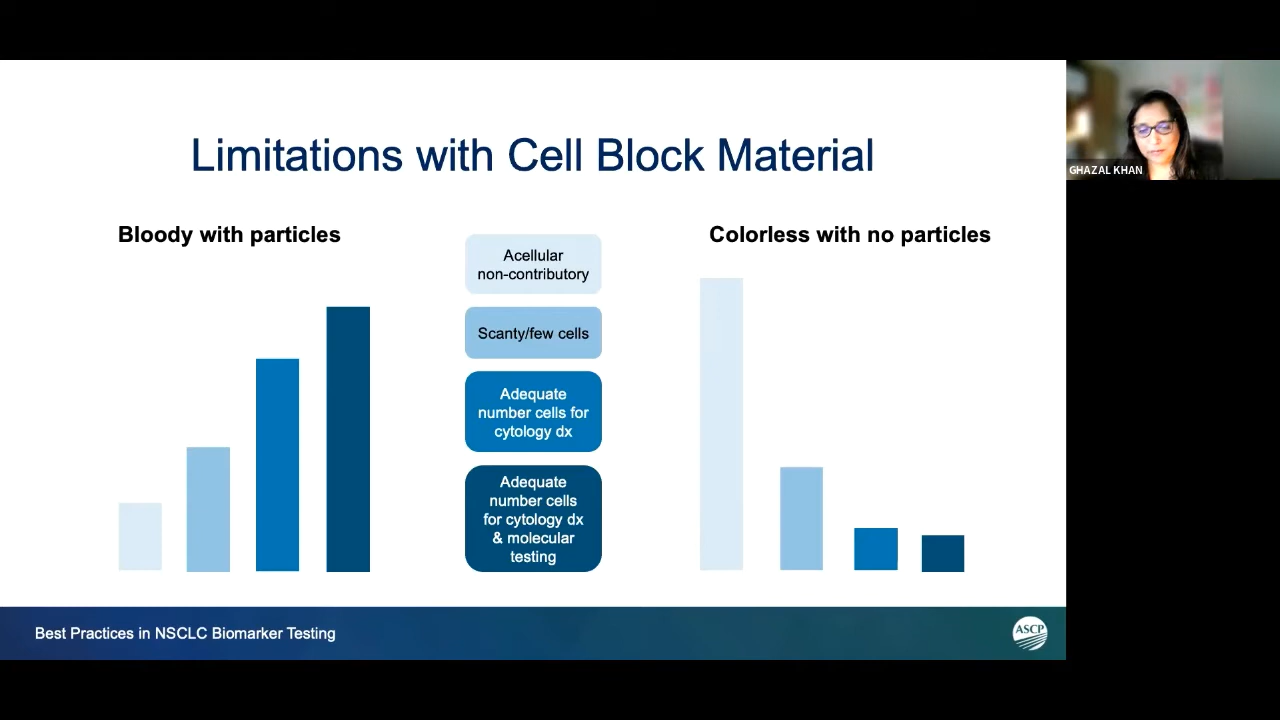 Limitations with Cell Block Material
Bloody with particles
Acellular
non-contributory
Scanty/few cells
Adequate
number cells for
cytology dx
Adequate
number cells
for cytology dx
& molecular
testing
Colorless with no particles
GHAZAL KHAN
Best Practices in NSCLC Biomarker Testing
ASCP